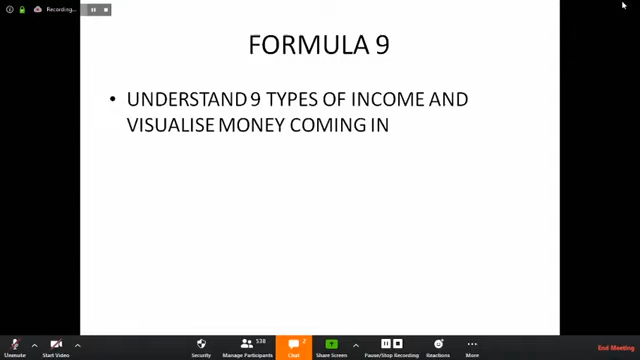 Recording...
FORMULA 9
• UNDERSTAND 9 TYPES OF INCOME AND
VISUALISE MONEY COMING IN
538
2
Unmute
Start Video
Security
Manage Participants
Chat
Share Screen
Pause/Stop Recording
Reactions
More
End Meeting